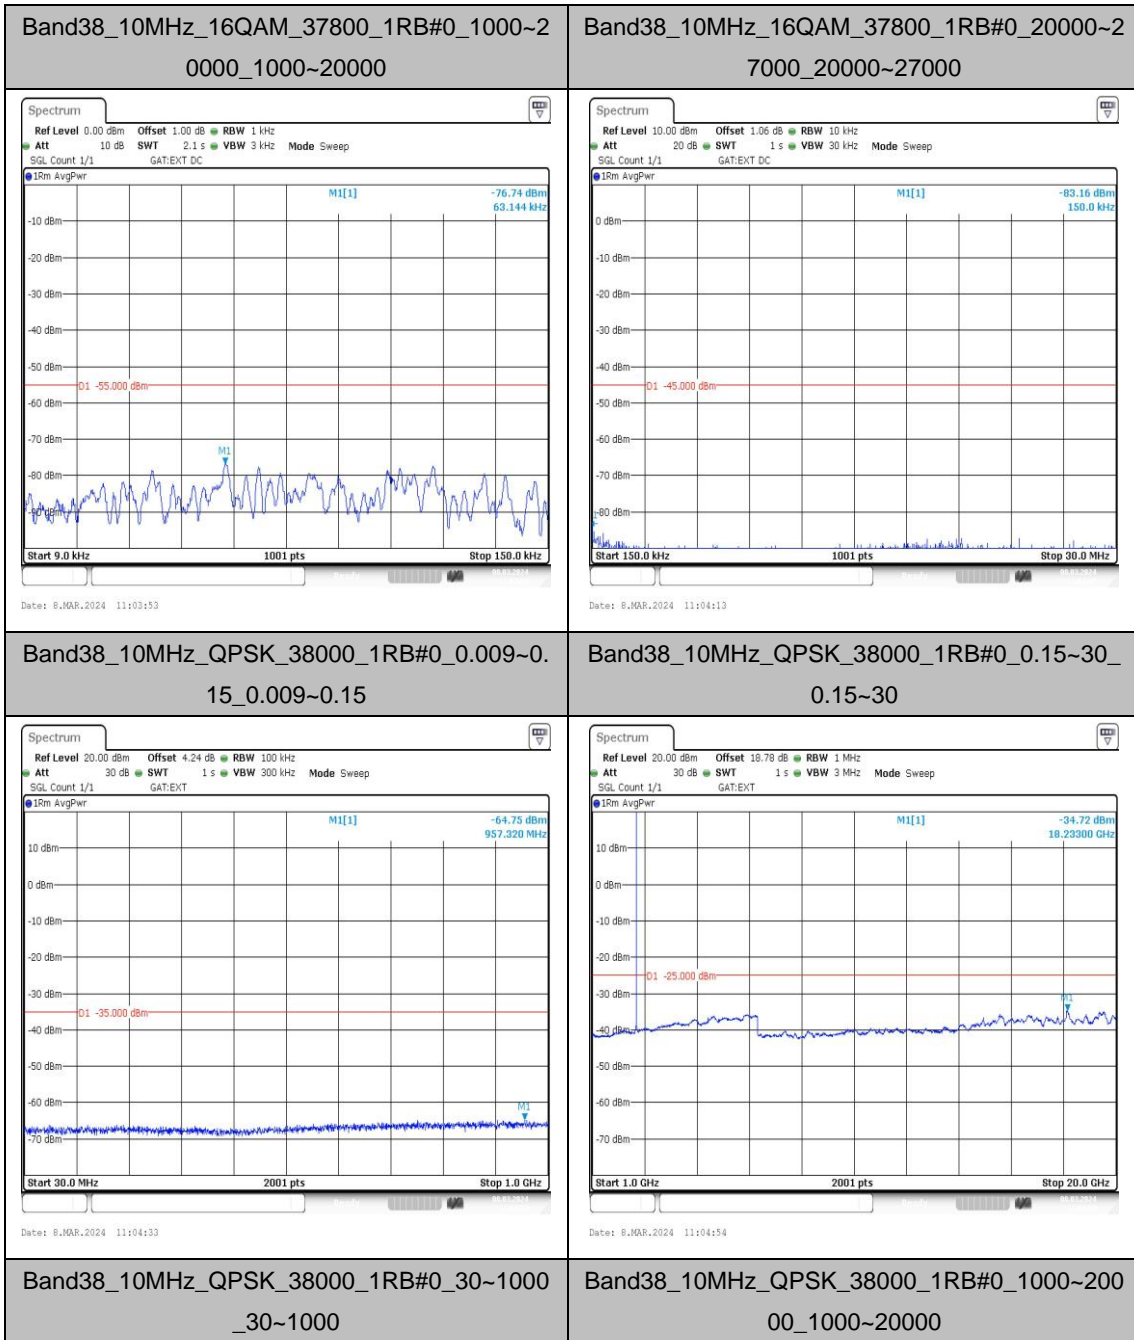 Band38_10MHz_16QAM_37800_1RB#0_1000~2
0000_1000~20000
Band38_10MHz_16QAM_37800_1RB#0_20000~2
7000_20000~27000
Spectrum
Ref Level 0.00 dBm Offset 1.00 dB RBW 1 kHz
Att 10 dB SWT 2.1 s VBW 3 kHz Mode Sweep
SGL Count 1/1 GAT:EXT DC
1Rm AvgPwr
M1[1] -76.74 dBm
63.144 kHz
-10 dBm
-20 dBm
-30 dBm
-40 dBm
-50 dBm
D1 -55.000 dBm
-60 dBm
-70 dBm
M1
-80 dBm
-90 dBm
Start 9.0 kHz 1001 pts Stop 150.0 kHz
Date: 8.MAR.2024 11:03:53
Spectrum
Ref Level 10.00 dBm Offset 1.06 dB RBW 10 kHz
Att 20 dB SWT 1 s VBW 30 kHz Mode Sweep
SGL Count 1/1 GAT:EXT DC
1Rm AvgPwr
M1[1] -83.16 dBm
150.0 kHz
0 dBm
-10 dBm
-20 dBm
-30 dBm
-40 dBm
D1 -45.000 dBm
-50 dBm
-60 dBm
-70 dBm
-80 dBm
Start 150.0 kHz 1001 pts Stop 30.0 MHz
Date: 8.MAR.2024 11:04:13
Band38_10MHz_QPSK_38000_1RB#0_0.009~0.
15_0.009~0.15
Band38_10MHz_QPSK_38000_1RB#0_0.15~30_
0.15~30
Spectrum
Ref Level 20.00 dBm Offset 4.24 dB RBW 100 kHz
Att 30 dB SWT 1 s VBW 300 kHz Mode Sweep
SGL Count 1/1 GAT:EXT
1Rm AvgPwr
M1[1] -64.75 dBm
957.320 MHz
10 dBm
0 dBm
-10 dBm
-20 dBm
-30 dBm
D1 -35.000 dBm
-40 dBm
-50 dBm
-60 dBm
M1
-70 dBm
Start 30.0 MHz 2001 pts Stop 1.0 GHz
Date: 8.MAR.2024 11:04:33
Spectrum
Ref Level 20.00 dBm Offset 18.78 dB RBW 1 MHz
Att 30 dB SWT 1 s VBW 3 MHz Mode Sweep
SGL Count 1/1 GAT:EXT
1Rm AvgPwr
M1[1] -34.72 dBm
18.23300 GHz
10 dBm
0 dBm
-10 dBm
-20 dBm
D1 -25.000 dBm
-30 dBm
M1
-40 dBm
-50 dBm
-60 dBm
-70 dBm
Start 1.0 GHz 2001 pts Stop 20.0 GHz
Date: 8.MAR.2024 11:04:54
Band38_10MHz_QPSK_38000_1RB#0_30~1000
_30~1000
Band38_10MHz_QPSK_38000_1RB#0_1000~200
00_1000~20000